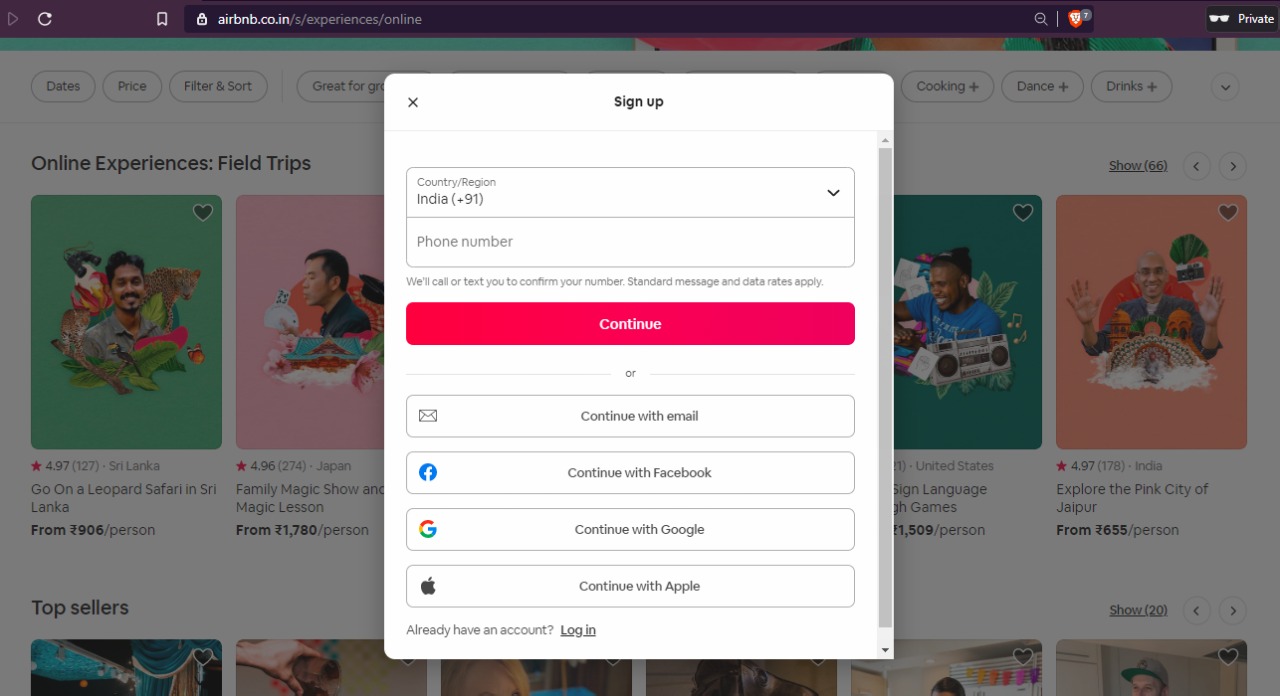 airbnb.co.in/s/experiences/online
7
Private
Dates
Price
Filter & Sort
Great for gro
Cooking +
Dance +
Drinks +
Sign up
Online Experiences: Field Trips
Show (66)
Country/Region
India (+91)
Phone number
We'll call or text you to confirm your number. Standard message and data rates apply.
Continue
or
Continue with email
Continue with Facebook
Continue with Google
Continue with Apple
Already have an account? Log in
4.97 (127) · Sri Lanka
Go On a Leopard Safari in Sri
Lanka
From ₹906/person
4.96 (274) · Japan
Family Magic Show and
Magic Lesson
From ₹1,780/person
21) · United States
Sign Language
gh Games
₹1,509/person
4.97 (178) · India
Explore the Pink City of
Jaipur
From ₹655/person
Top sellers
Show (20)